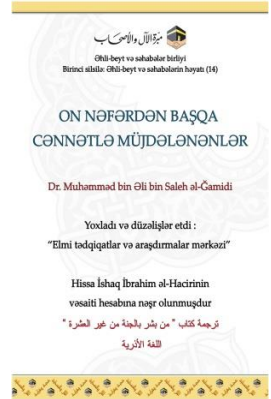 مبرة الآل والأصحاب
Əhli-beyt və səhabələr birliyi
Birinci silsilə: Əhli-beyt və səhabələrin həyatı (14)
ON NƏFƏRDƏN BAŞQA
CƏNNƏTLƏ MÜJDƏLƏNƏNLƏR
Dr. Muhəmməd bin Əli bin Saleh əl-Ğamidi
Yoxladı və düzəlişlər etdi :
“Elmi tədqiqatlar və araşdırmalar mərkəzi”
Hissa İshaq İbrahim əl-Hacirinin
vəsaiti hesabına nəşr olunmuşdur
ترجمة كتاب " من بشر بالجنة من غير العشرة "
اللغة الأذرية